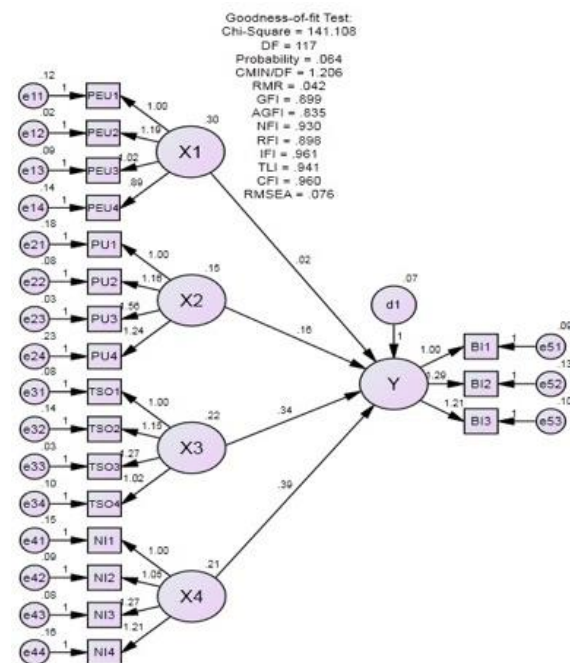 Goodness-of-fit Test:
Chi-Square = 141.108
DF = 117
Probability = .064
CMIN/DF = 1.206
RMR = .042
GFI = .899
AGFI = .835
NFI = .930
RFI = .898
IFI = .961
TLI = .941
CFI = .960
RMSEA = .076
.12
e11 1 PEU1 1.00
.02
e12 1 PEU2 1.19
.09
e13 1 PEU3 1.02
.14
e14 1 PEU4 .89
.30
X1
.02
.18
e21 1 PU1 1.00
.08
e22 1 PU2 1.16
.03
e23 1 PU3 1.56
.23
e24 1 PU4 1.24
.15
X2
.16
.08
e31 1 TSO1 1.00
.14
e32 1 TSO2 1.15
.03
e33 1 TSO3 1.27
.10
e34 1 TSO4 1.02
.22
X3
.34
.15
e41 1 NI1 1.00
.09
e42 1 NI2 1.05
.08
e43 1 NI3 1.27
.16
e44 1 NI4 1.21
.21
X4
.39
.07
d1
1
Y
1.00 BI1 1 e51 .09
1.29 BI2 1 e52 .13
1.21 BI3 1 e53 .10